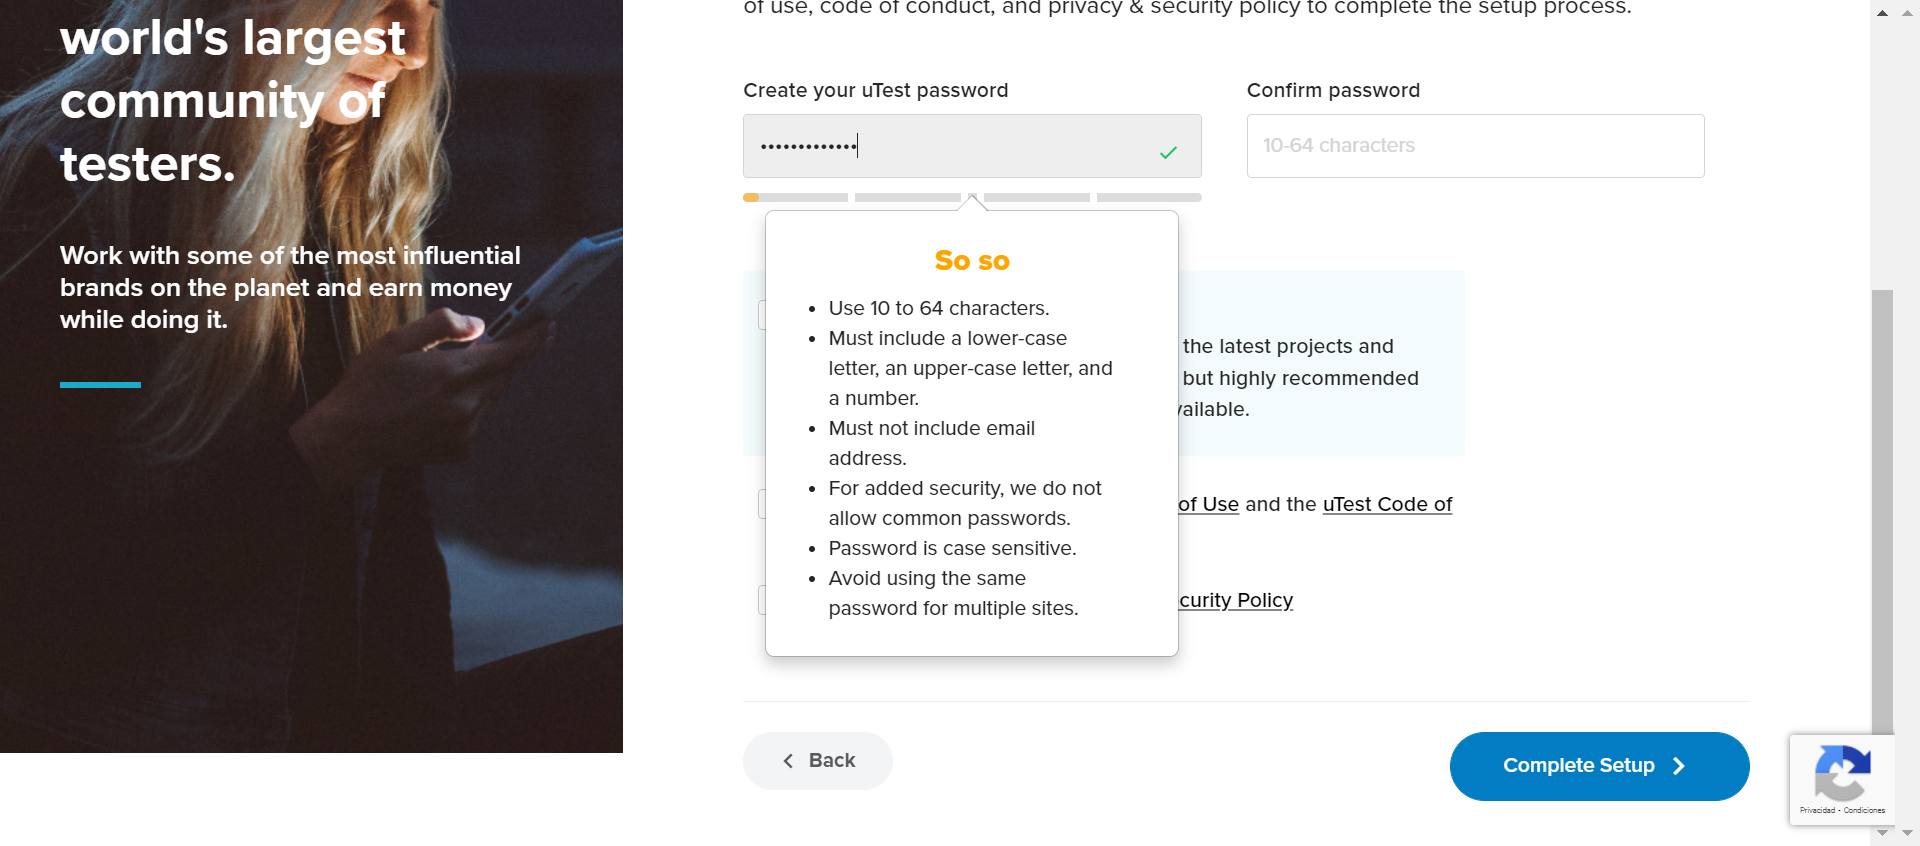 world's largest
community of
testers.
Work with some of the most influential
brands on the planet and earn money
while doing it.
of use, code of conduct, and privacy & security policy to complete the setup process.
Create your uTest password
Confirm password
•••••••••••••
10-64 characters
So so
• Use 10 to 64 characters.
• Must include a lower-case
letter, an upper-case letter, and
a number.
• Must not include email
address.
• For added security, we do not
allow common passwords.
• Password is case sensitive.
• Avoid using the same
password for multiple sites.
the latest projects and
but highly recommended
vailable.
of Use and the uTest Code of
curity Policy
Back
Complete Setup
Privacidad - Condiciones